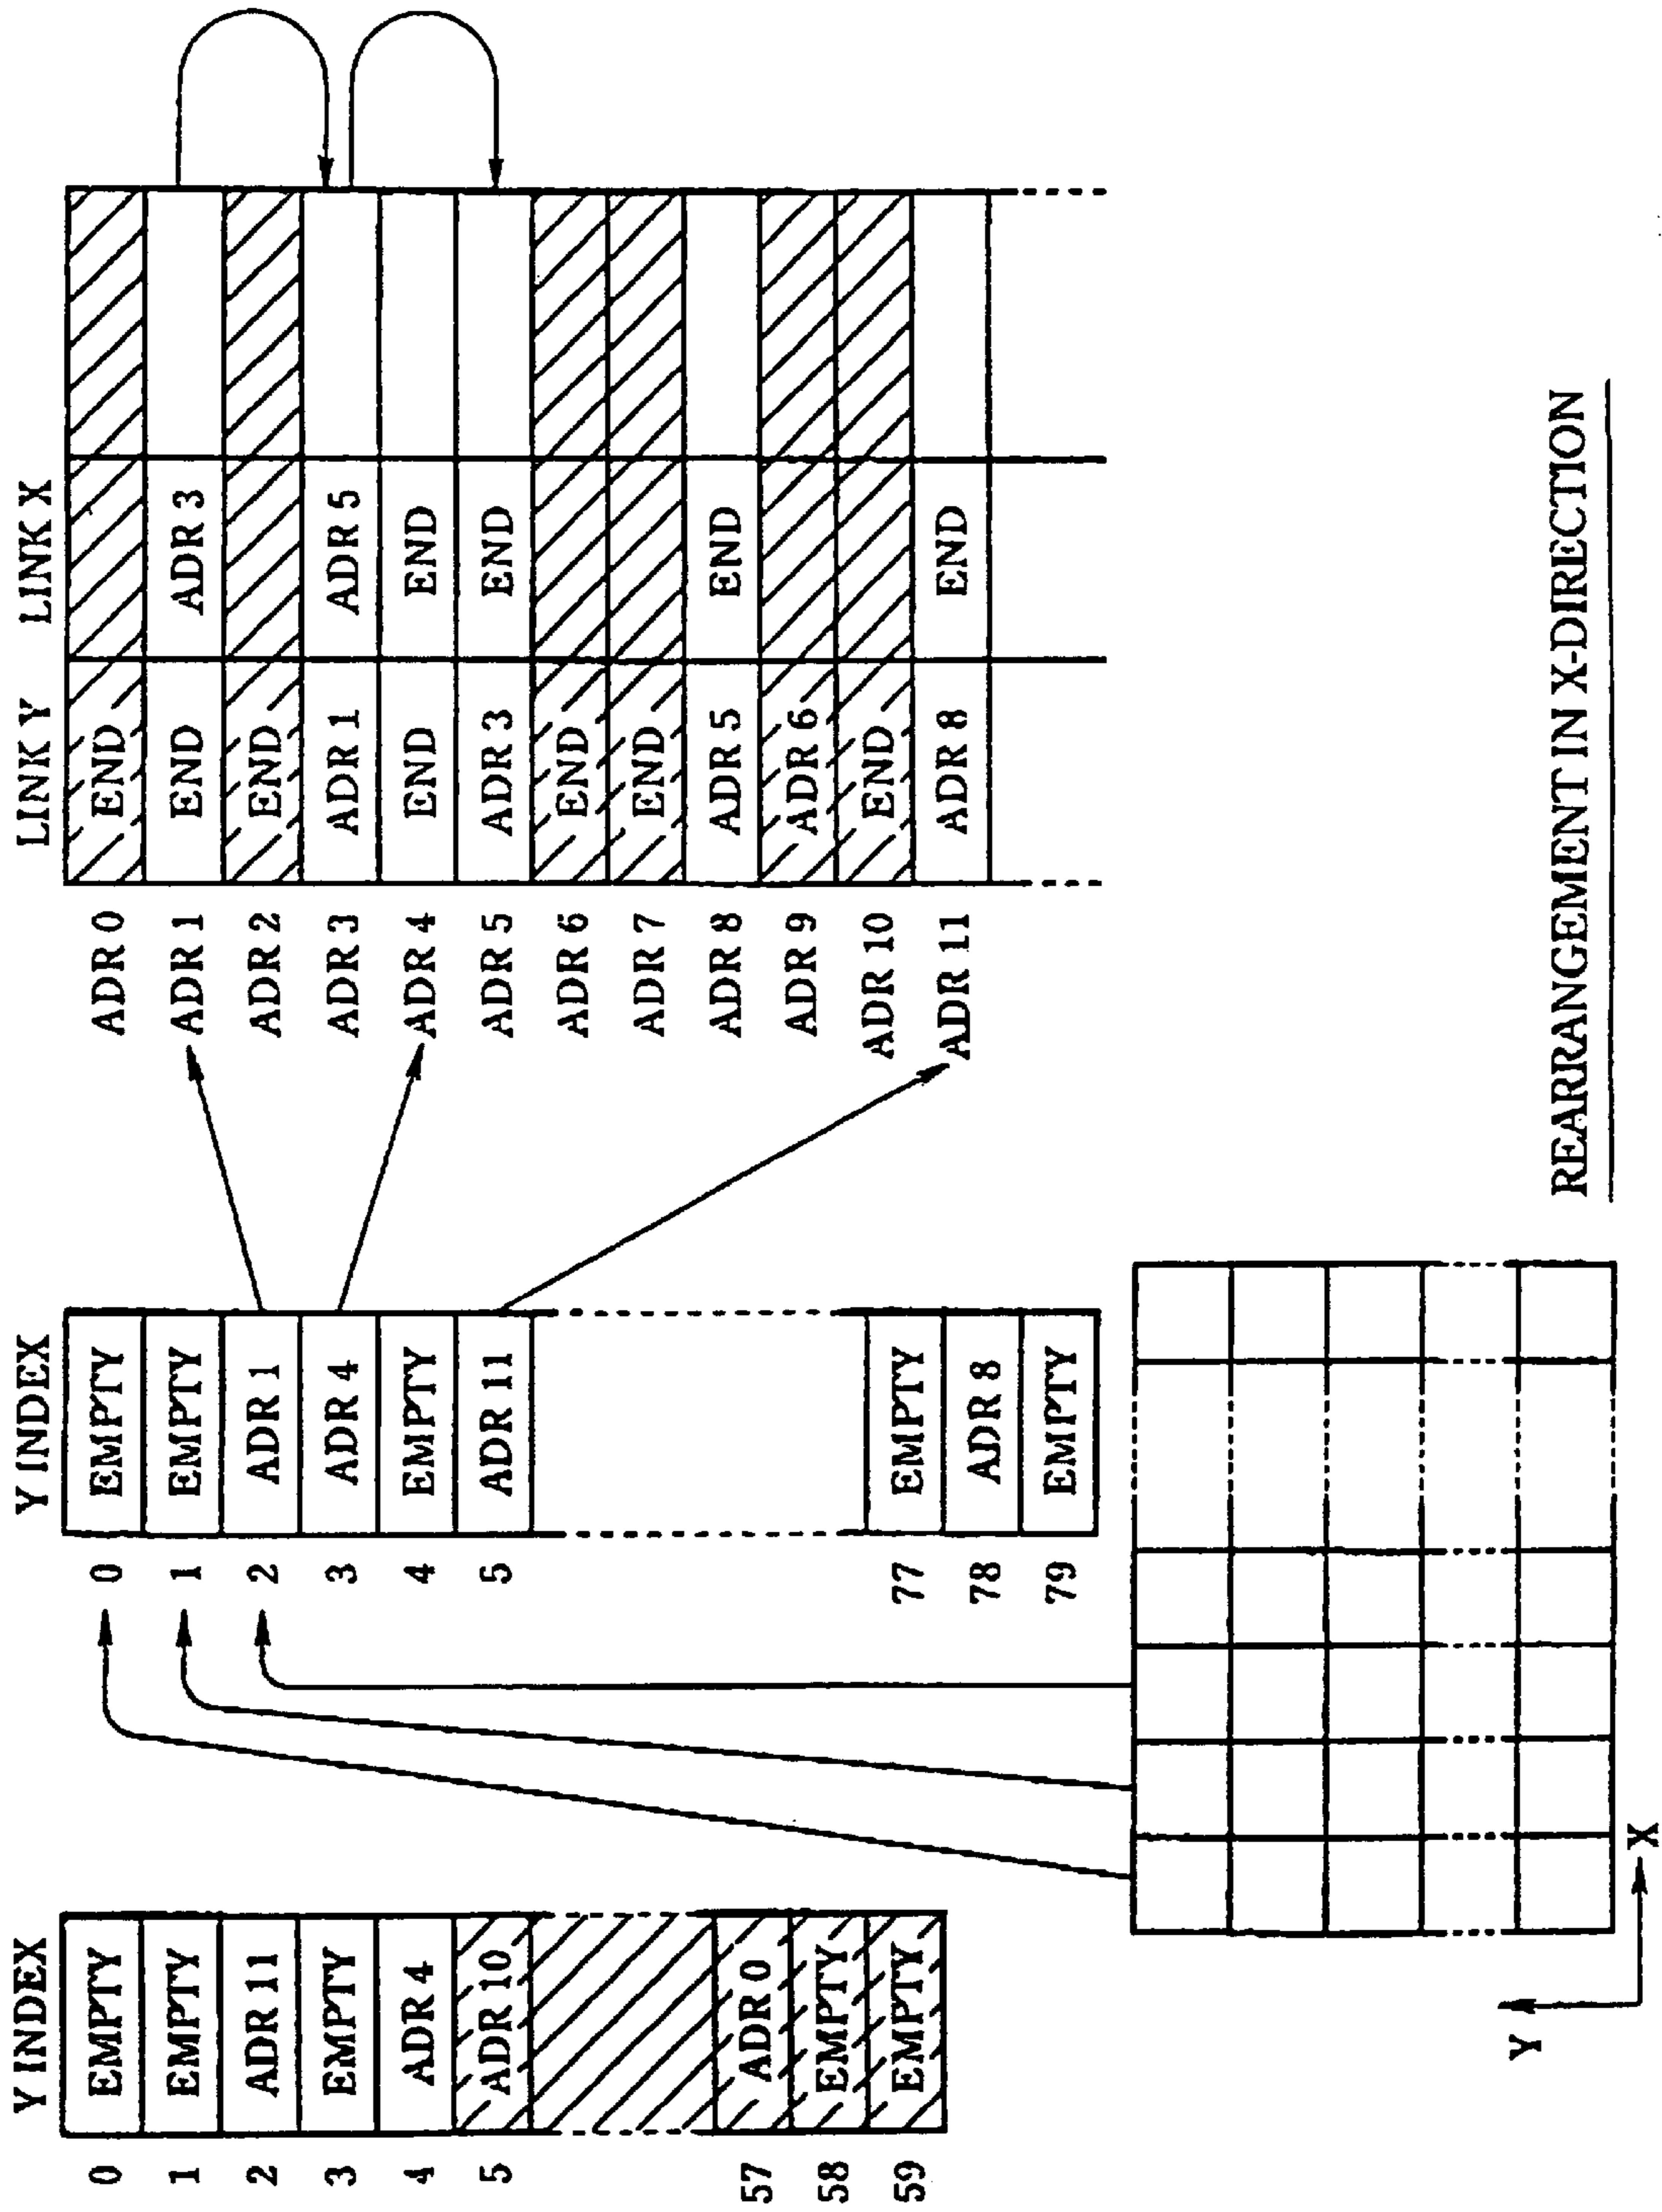 Y INDEX
0 EMPTY
1 EMPTY
2 ADR 11
3 EMPTY
4 ADR 4
5 ADR 10
57 ADR 0
58 EMPTY
59 EMPTY
Y INDEX
0 EMPTY
1 EMPTY
2 ADR 1
3 ADR 4
4 EMPTY
5 ADR 11
77 EMPTY
78 ADR 8
79 EMPTY
LINK Y LINK X
ADR 0 END
ADR 1 END ADR 3
ADR 2 END
ADR 3 ADR 1 ADR 5
ADR 4 END END
ADR 5 ADR 3 END
ADR 6 END
ADR 7 END
ADR 8 ADR 5 END
ADR 9 ADR 6
ADR 10 END
ADR 11 ADR 8 END
Y
X
REARRANGEMENT IN X-DIRECTION